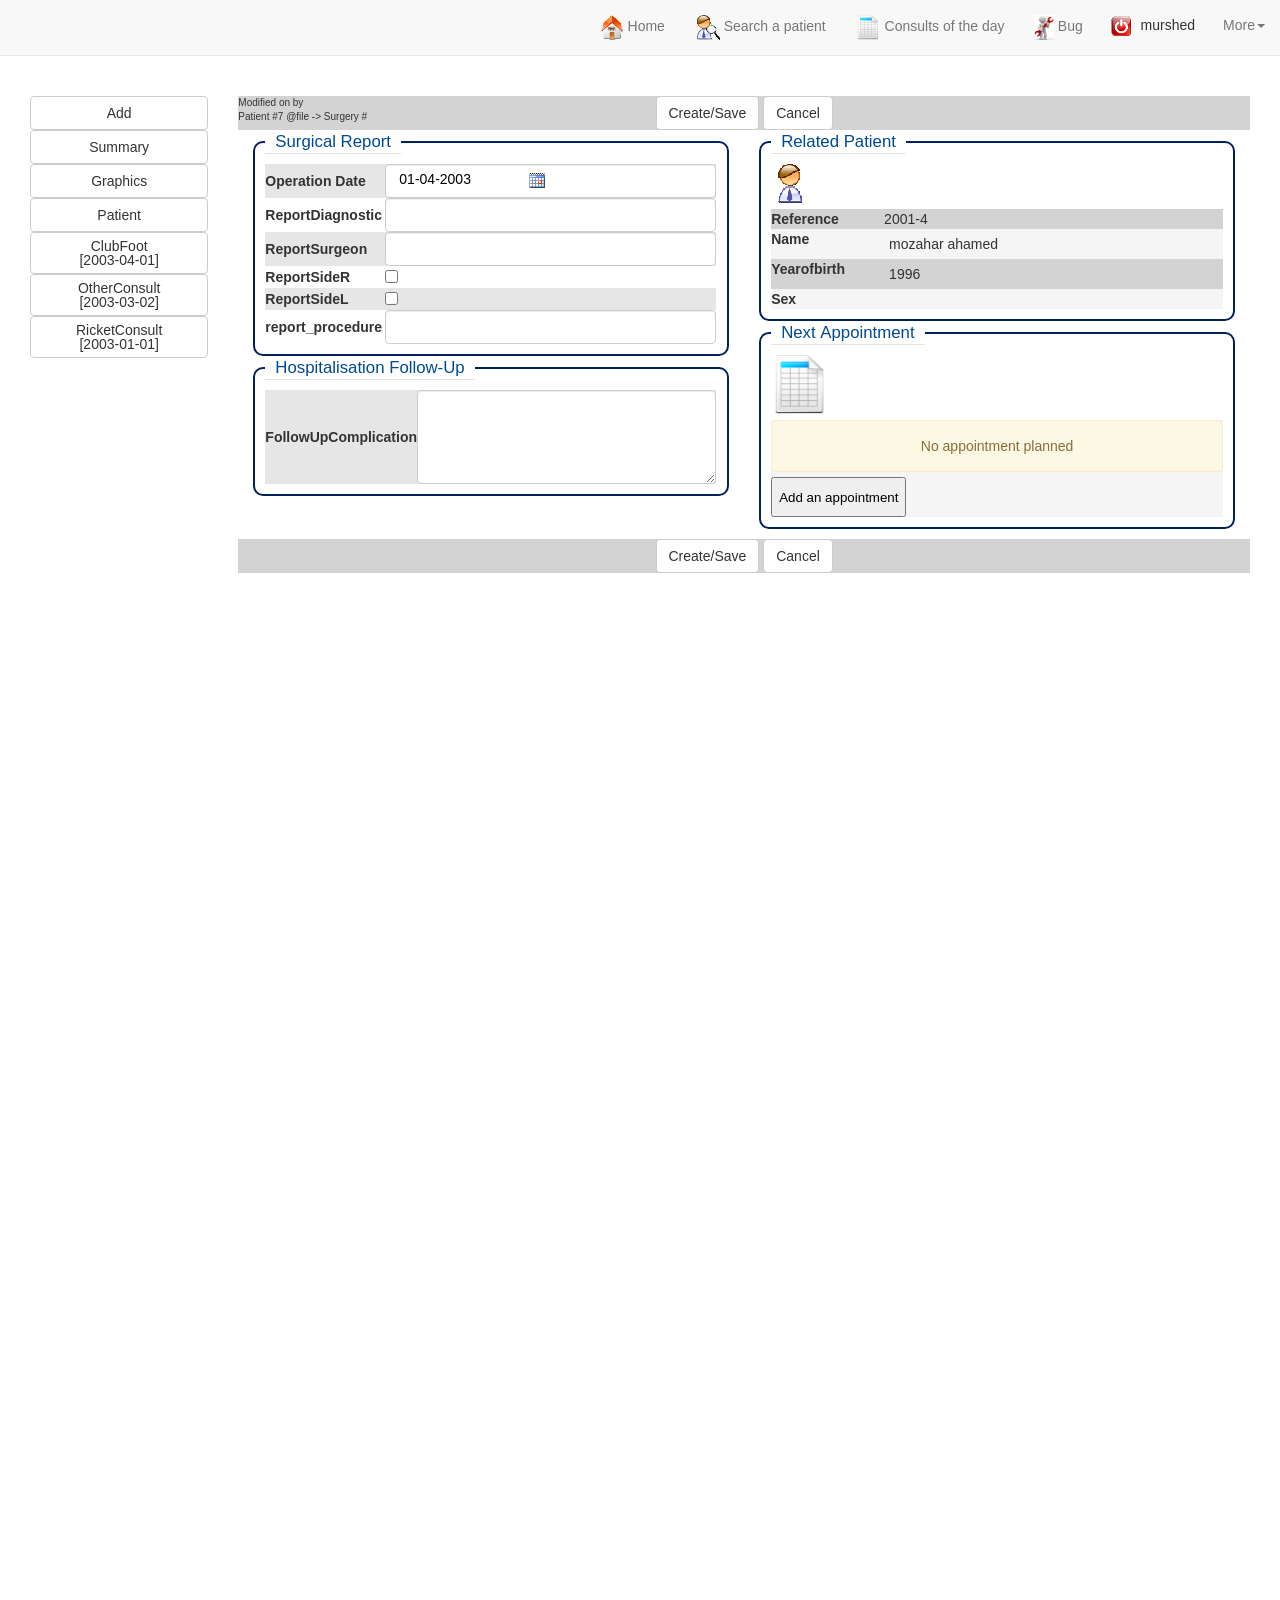 Home Search a patient Consults of the day Bug murshed More
Add
Summary
Graphics
Patient
ClubFoot
[2003-04-01]
OtherConsult
[2003-03-02]
RicketConsult
[2003-01-01]
Modified on by
Patient #7 @file -> Surgery #
Create/Save Cancel
Surgical Report
Operation Date 01-04-2003
ReportDiagnostic
ReportSurgeon
ReportSideR
ReportSideL
report_procedure
Hospitalisation Follow-Up
FollowUpComplication
Related Patient
Reference 2001-4
Name mozahar ahamed
Yearofbirth 1996
Sex
Next Appointment
No appointment planned
Add an appointment
Create/Save Cancel